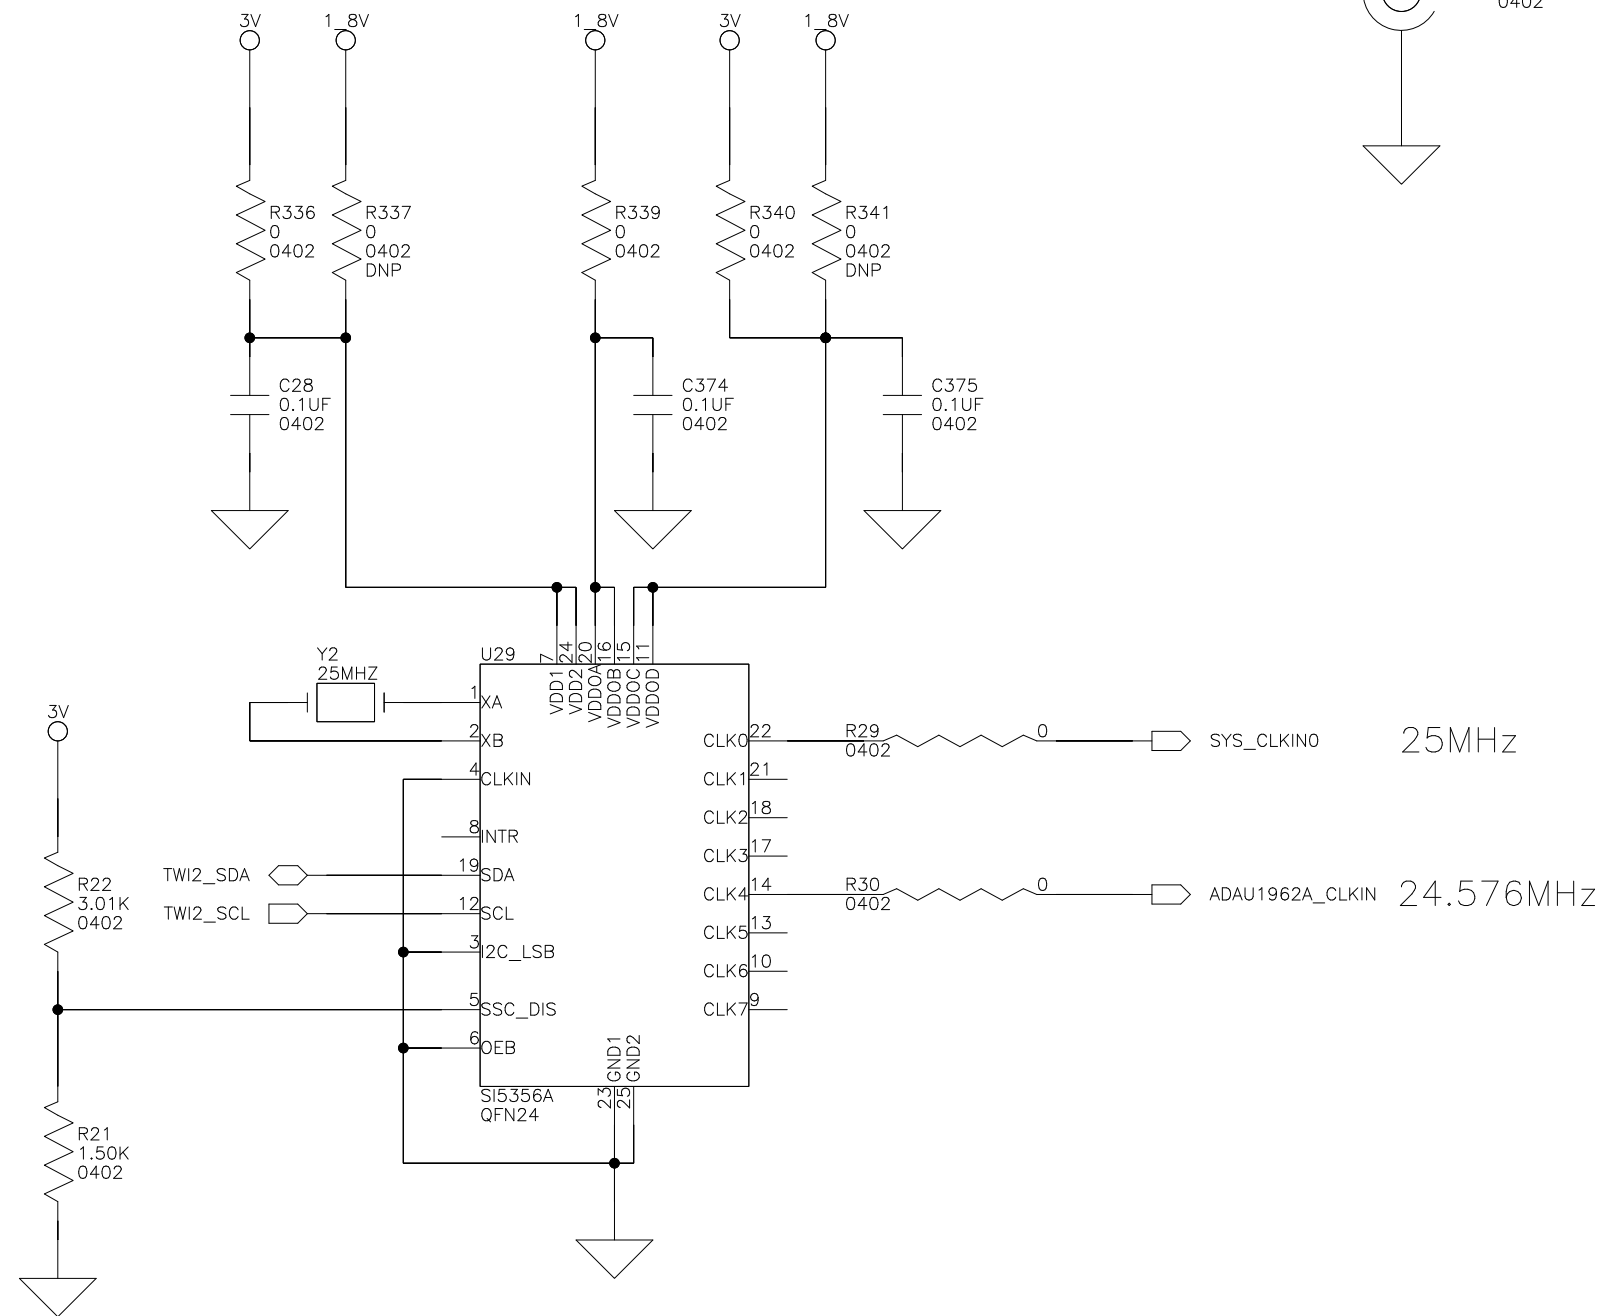 0402
3V
1_8V
1_8V
3V
1_8V
R336
0
0402
R337
0
0402
DNP
R339
0
0402
R340
0
0402
R341
0
0402
DNP
C28
0.1UF
0402
C374
0.1UF
0402
C375
0.1UF
0402
Y2
25MHZ
U29
7
24
20
16
15
11
VDD1
VDD2
VDDOA
VDDOB
VDDOC
VDDOD
1
XA
2
XB
4
CLKIN
8
INTR
TWI2_SDA
19
SDA
TWI2_SCL
12
SCL
3
I2C_LSB
5
SSC_DIS
6
OEB
CLK0
22
R29
0402
0
SYS_CLKIN0
25MHz
CLK1
21
CLK2
18
CLK3
17
CLK4
14
R30
0402
0
ADAU1962A_CLKIN
24.576MHz
CLK5
13
CLK6
10
CLK7
9
GND1
GND2
23
25
SI5356A
QFN24
3V
R22
3.01K
0402
R21
1.50K
0402